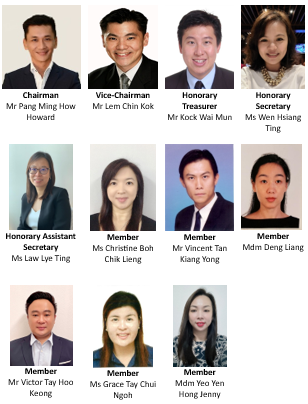 Chairman
Mr Pang Ming How
Howard
Vice-Chairman
Mr Lem Chin Kok
Honorary
Treasurer
Mr Kock Wai Mun
Honorary
Secretary
Ms Wen Hsiang
Ting
Honorary Assistant
Secretary
Ms Law Lye Ting
Member
Ms Christine Boh
Chik Lieng
Member
Mr Vincent Tan
Kiang Yong
Member
Mdm Deng Liang
Member
Mr Victor Tay Hoo
Keong
Member
Ms Grace Tay Chui
Ngoh
Member
Mdm Yeo Yen
Hong Jenny